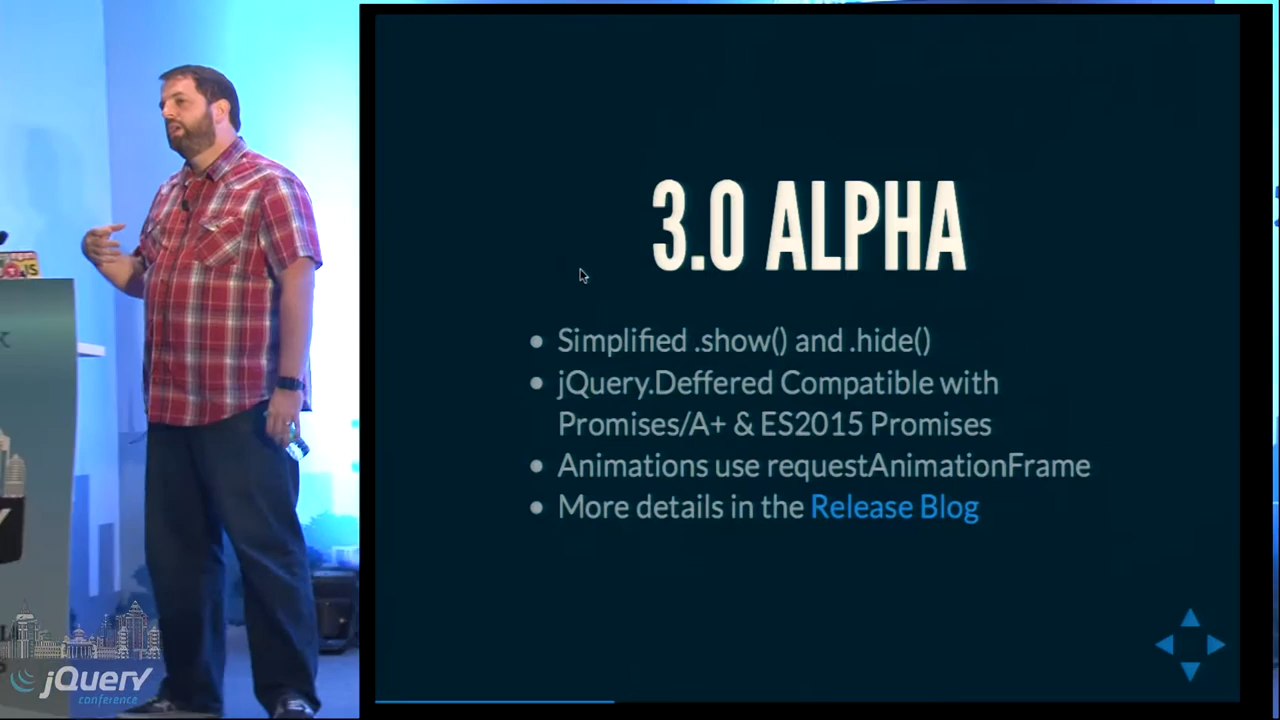 3.0 ALPHA
Simplified .show() and .hide()
jQuery.Deffered Compatible with
Promises/A+ & ES2015 Promises
Animations use requestAnimationFrame
More details in the Release Blog
JS
jQuery
conference